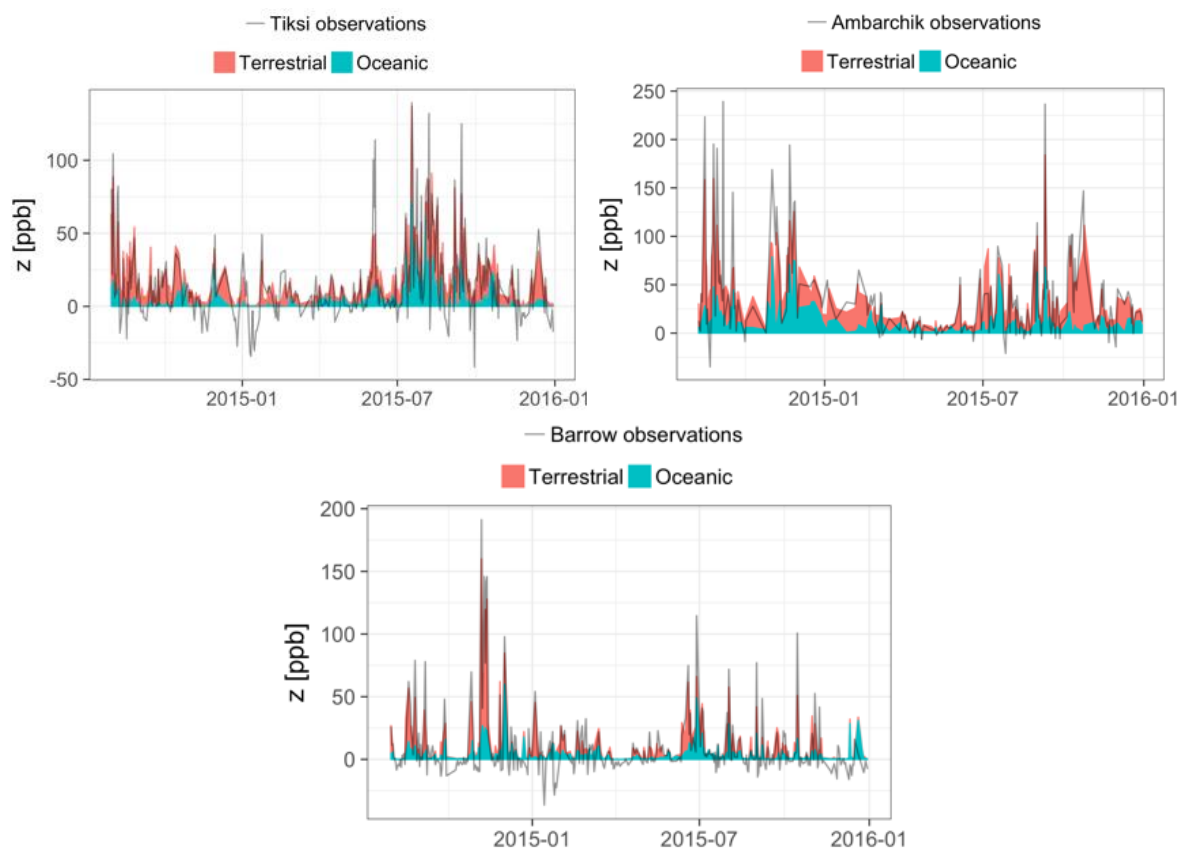 Tiksi observations
Terrestrial Oceanic
z [ppb]
100
50
0
-50
2015-01 2015-07 2016-01
Ambarchik observations
Terrestrial Oceanic
z [ppb]
250
200
150
100
50
0
2015-01 2015-07 2016-01
Barrow observations
Terrestrial Oceanic
z [ppb]
200
150
100
50
0
2015-01 2015-07 2016-01